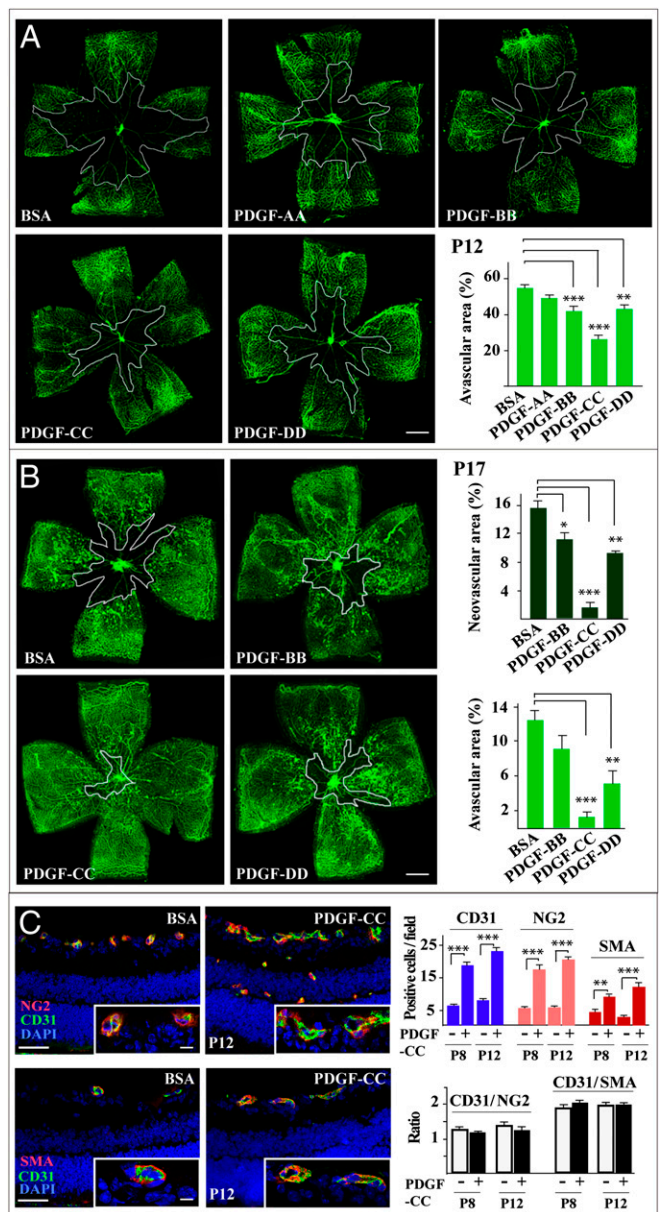 A
BSA
PDGF-AA
PDGF-BB
PDGF-CC
PDGF-DD
P12
Avascular area (%)
60
40
20
***
***
**
BSA
PDGF-AA
PDGF-BB
PDGF-CC
PDGF-DD
B
BSA
PDGF-BB
PDGF-CC
PDGF-DD
P17
Neovascular area (%)
16
12
8
4
*
***
**
BSA
PDGF-BB
PDGF-CC
PDGF-DD
Avascular area (%)
14
10
6
2
***
**
BSA
PDGF-BB
PDGF-CC
PDGF-DD
C
BSA
NG2
CD31
DAPI
PDGF-CC
P12
BSA
SMA
CD31
DAPI
PDGF-CC
P12
CD31 NG2 SMA
Positive cells/field
25
15
5
*** *** *** *** ** ***
PDGF - + - + - + - + - + - +
-CC P8 P12 P8 P12 P8 P12
CD31/NG2 CD31/SMA
Ratio
2
1
PDGF - + - + - + - +
-CC P8 P12 P8 P12